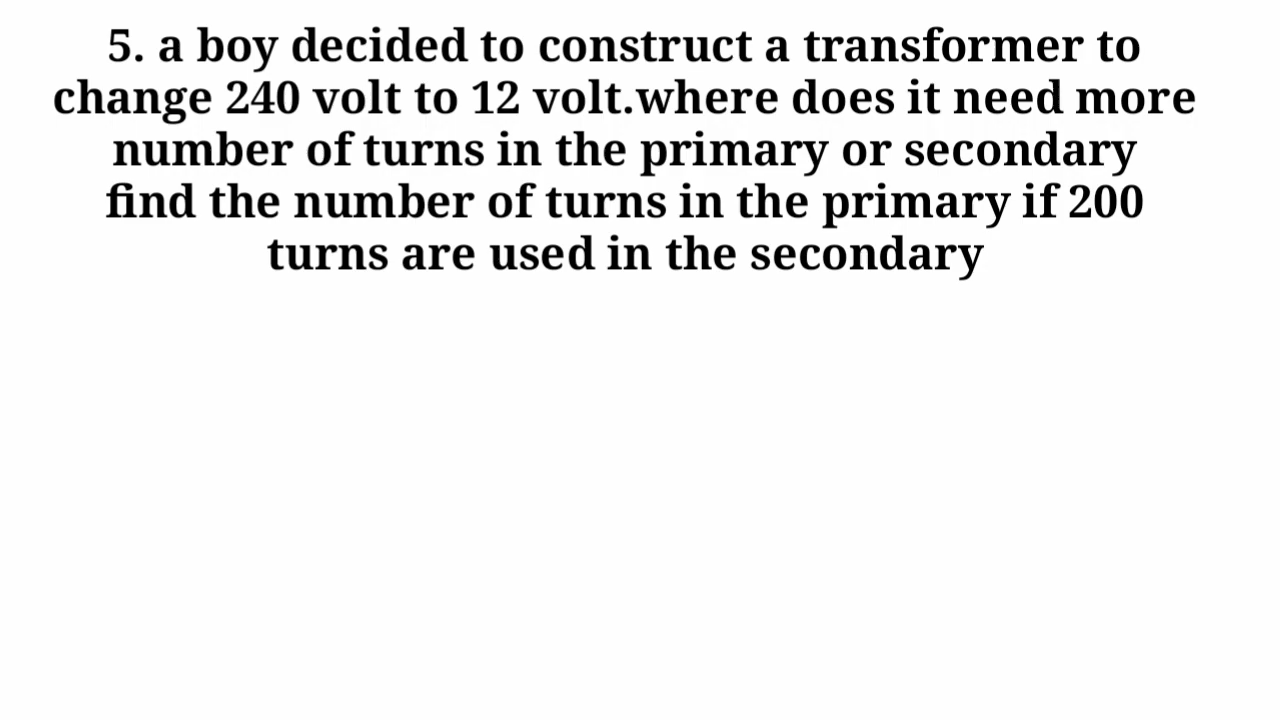 5. a boy decided to construct a transformer to
change 240 volt to 12 volt.where does it need more
number of turns in the primary or secondary
find the number of turns in the primary if 200
turns are used in the secondary